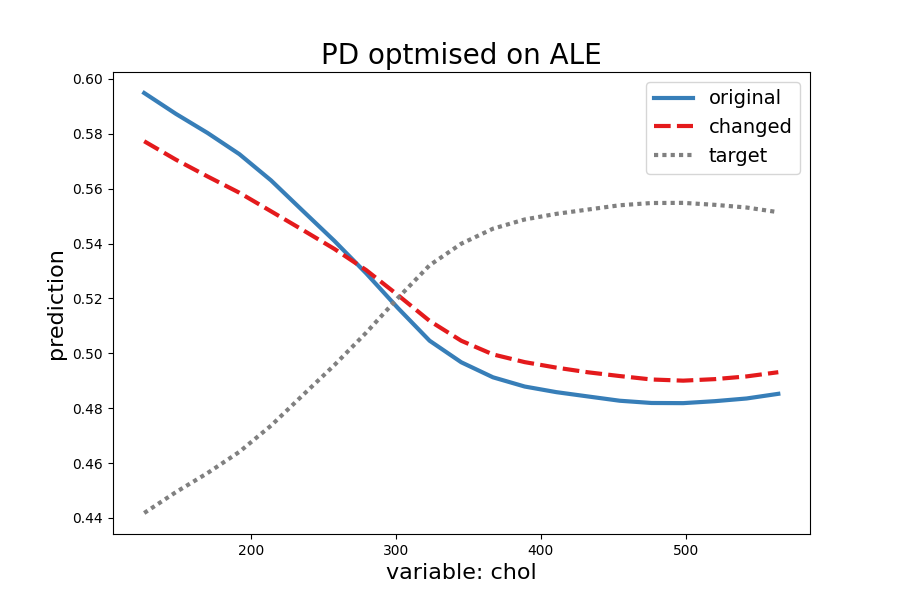 PD optmised on ALE
original
changed
target
0.60
0.58
0.56
0.54
0.52
0.50
0.48
0.46
0.44
prediction
200 300 400 500
variable: chol